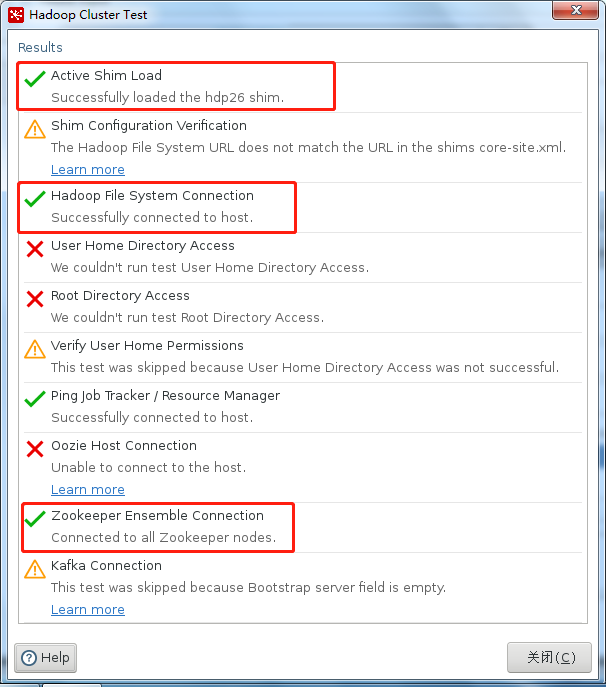 Hadoop Cluster Test
Results
Active Shim Load
Successfully loaded the hdp26 shim.
Shim Configuration Verification
The Hadoop File System URL does not match the URL in the shims core-site.xml.
Learn more
Hadoop File System Connection
Successfully connected to host.
User Home Directory Access
We couldn't run test User Home Directory Access.
Root Directory Access
We couldn't run test Root Directory Access.
Verify User Home Permissions
This test was skipped because User Home Directory Access was not successful.
Ping Job Tracker / Resource Manager
Successfully connected to host.
Oozie Host Connection
Unable to connect to the host.
Learn more
Zookeeper Ensemble Connection
Connected to all Zookeeper nodes.
Kafka Connection
This test was skipped because Bootstrap server field is empty.
Learn more
Help
关闭(C)